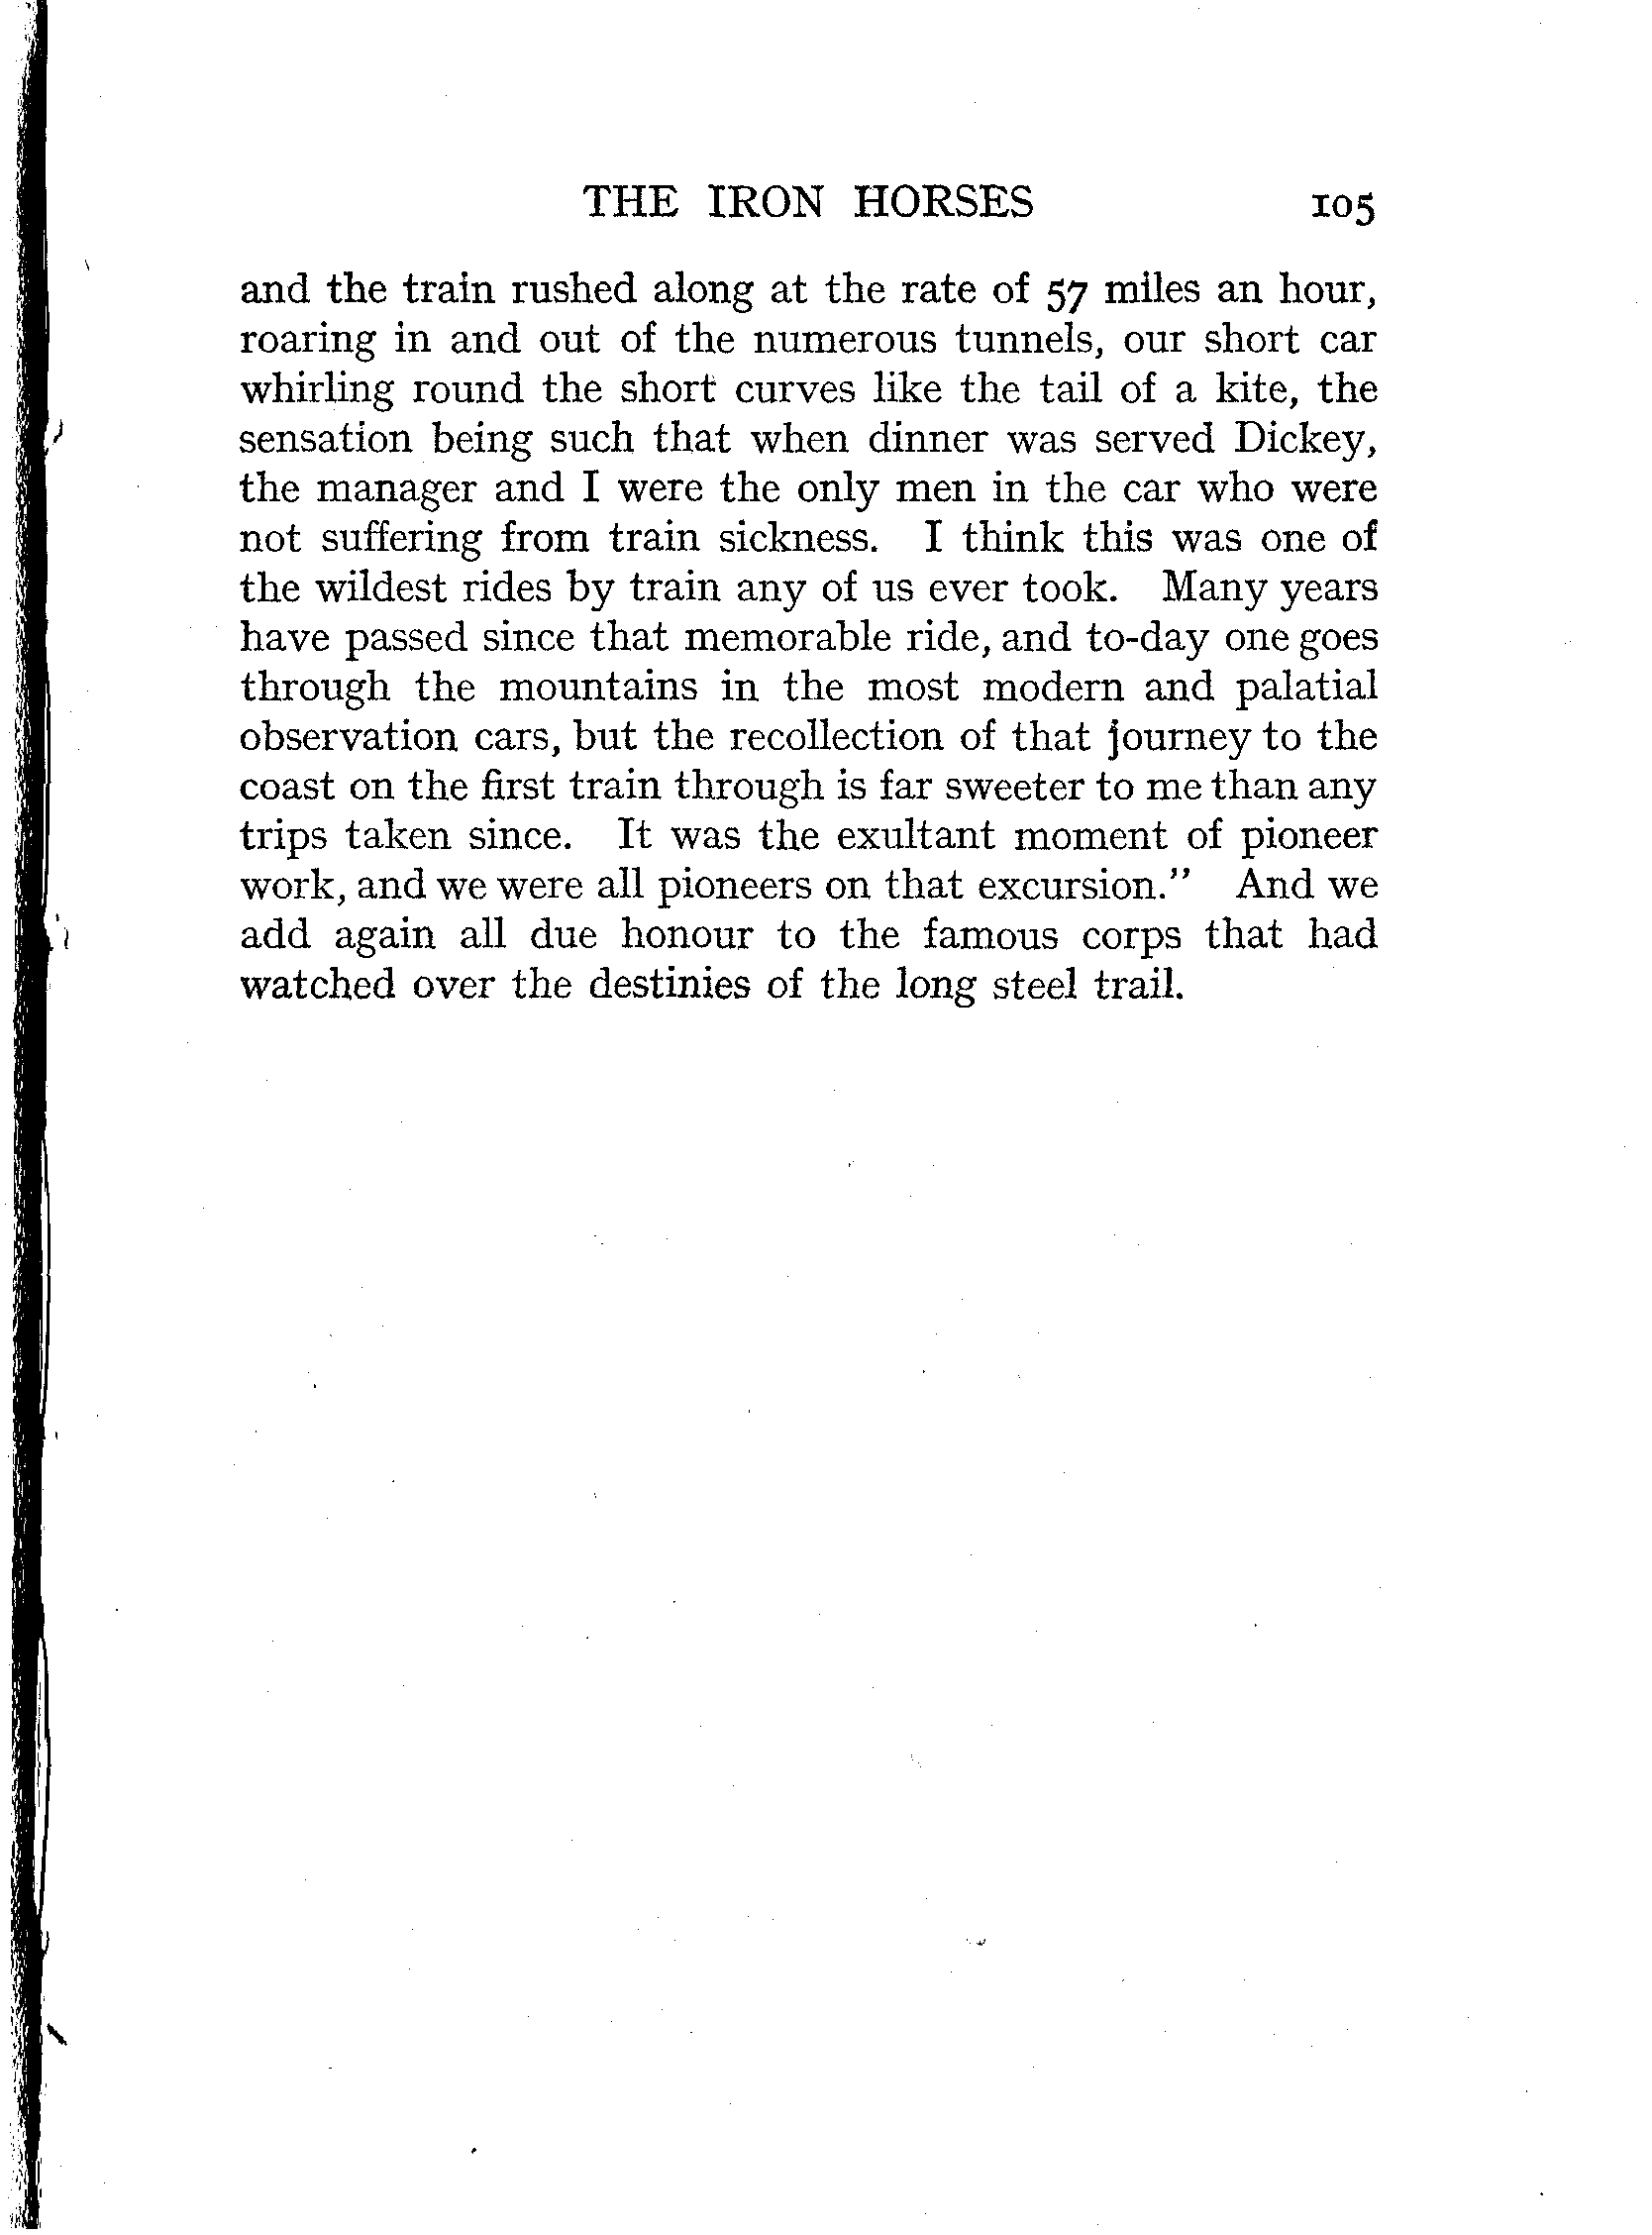 THE IRON HORSES 105
and the train rushed along at the rate of 57 miles an hour,
roaring in and out of the numerous tunnels, our short car
whirling round the short curves like the tail of a kite, the
sensation being such that when dinner was served Dickey,
the manager and I were the only men in the car who were
not suffering from train sickness. I think this was one of
the wildest rides by train any of us ever took. Many years
have passed since that memorable ride, and to-day one goes
through the mountains in the most modern and palatial
observation cars, but the recollection of that journey to the
coast on the first train through is far sweeter to me than any
trips taken since. It was the exultant moment of pioneer
work, and we were all pioneers on that excursion.” And we
add again all due honour to the famous corps that had
watched over the destinies of the long steel trail.